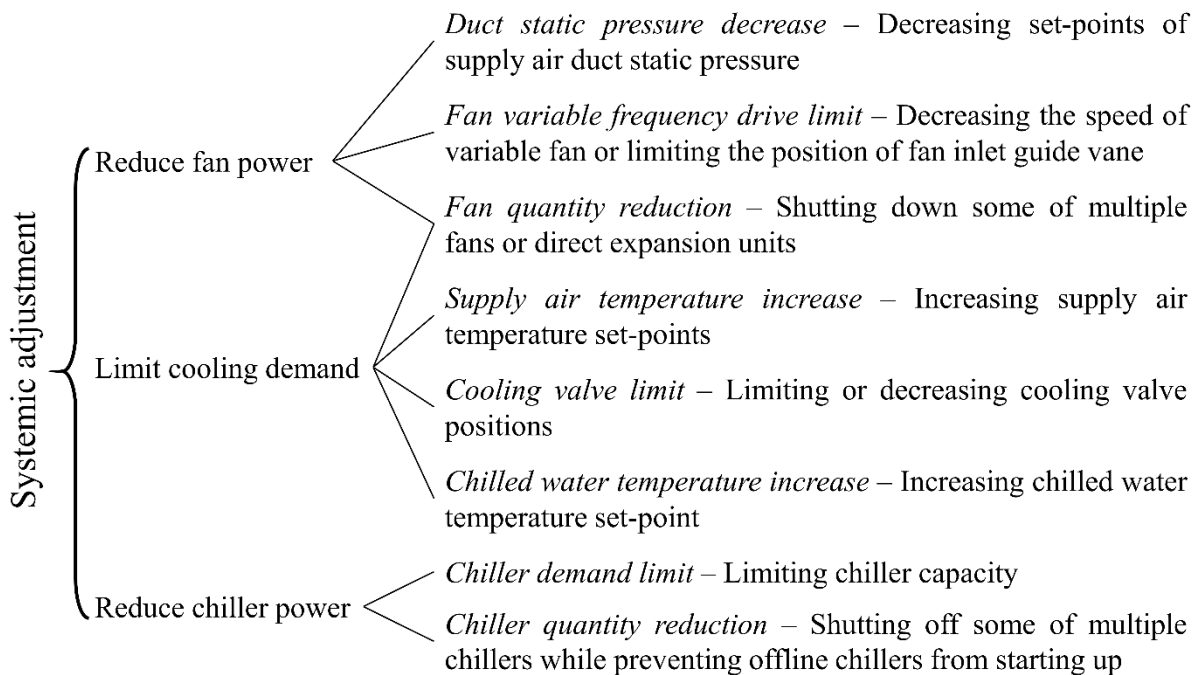 Systemic adjustment
Reduce fan power
Duct static pressure decrease – Decreasing set-points of
supply air duct static pressure
Fan variable frequency drive limit – Decreasing the speed of
variable fan or limiting the position of fan inlet guide vane
Fan quantity reduction – Shutting down some of multiple
fans or direct expansion units
Limit cooling demand
Supply air temperature increase – Increasing supply air
temperature set-points
Cooling valve limit – Limiting or decreasing cooling valve
positions
Chilled water temperature increase – Increasing chilled water
temperature set-point
Reduce chiller power
Chiller demand limit – Limiting chiller capacity
Chiller quantity reduction – Shutting off some of multiple
chillers while preventing offline chillers from starting up